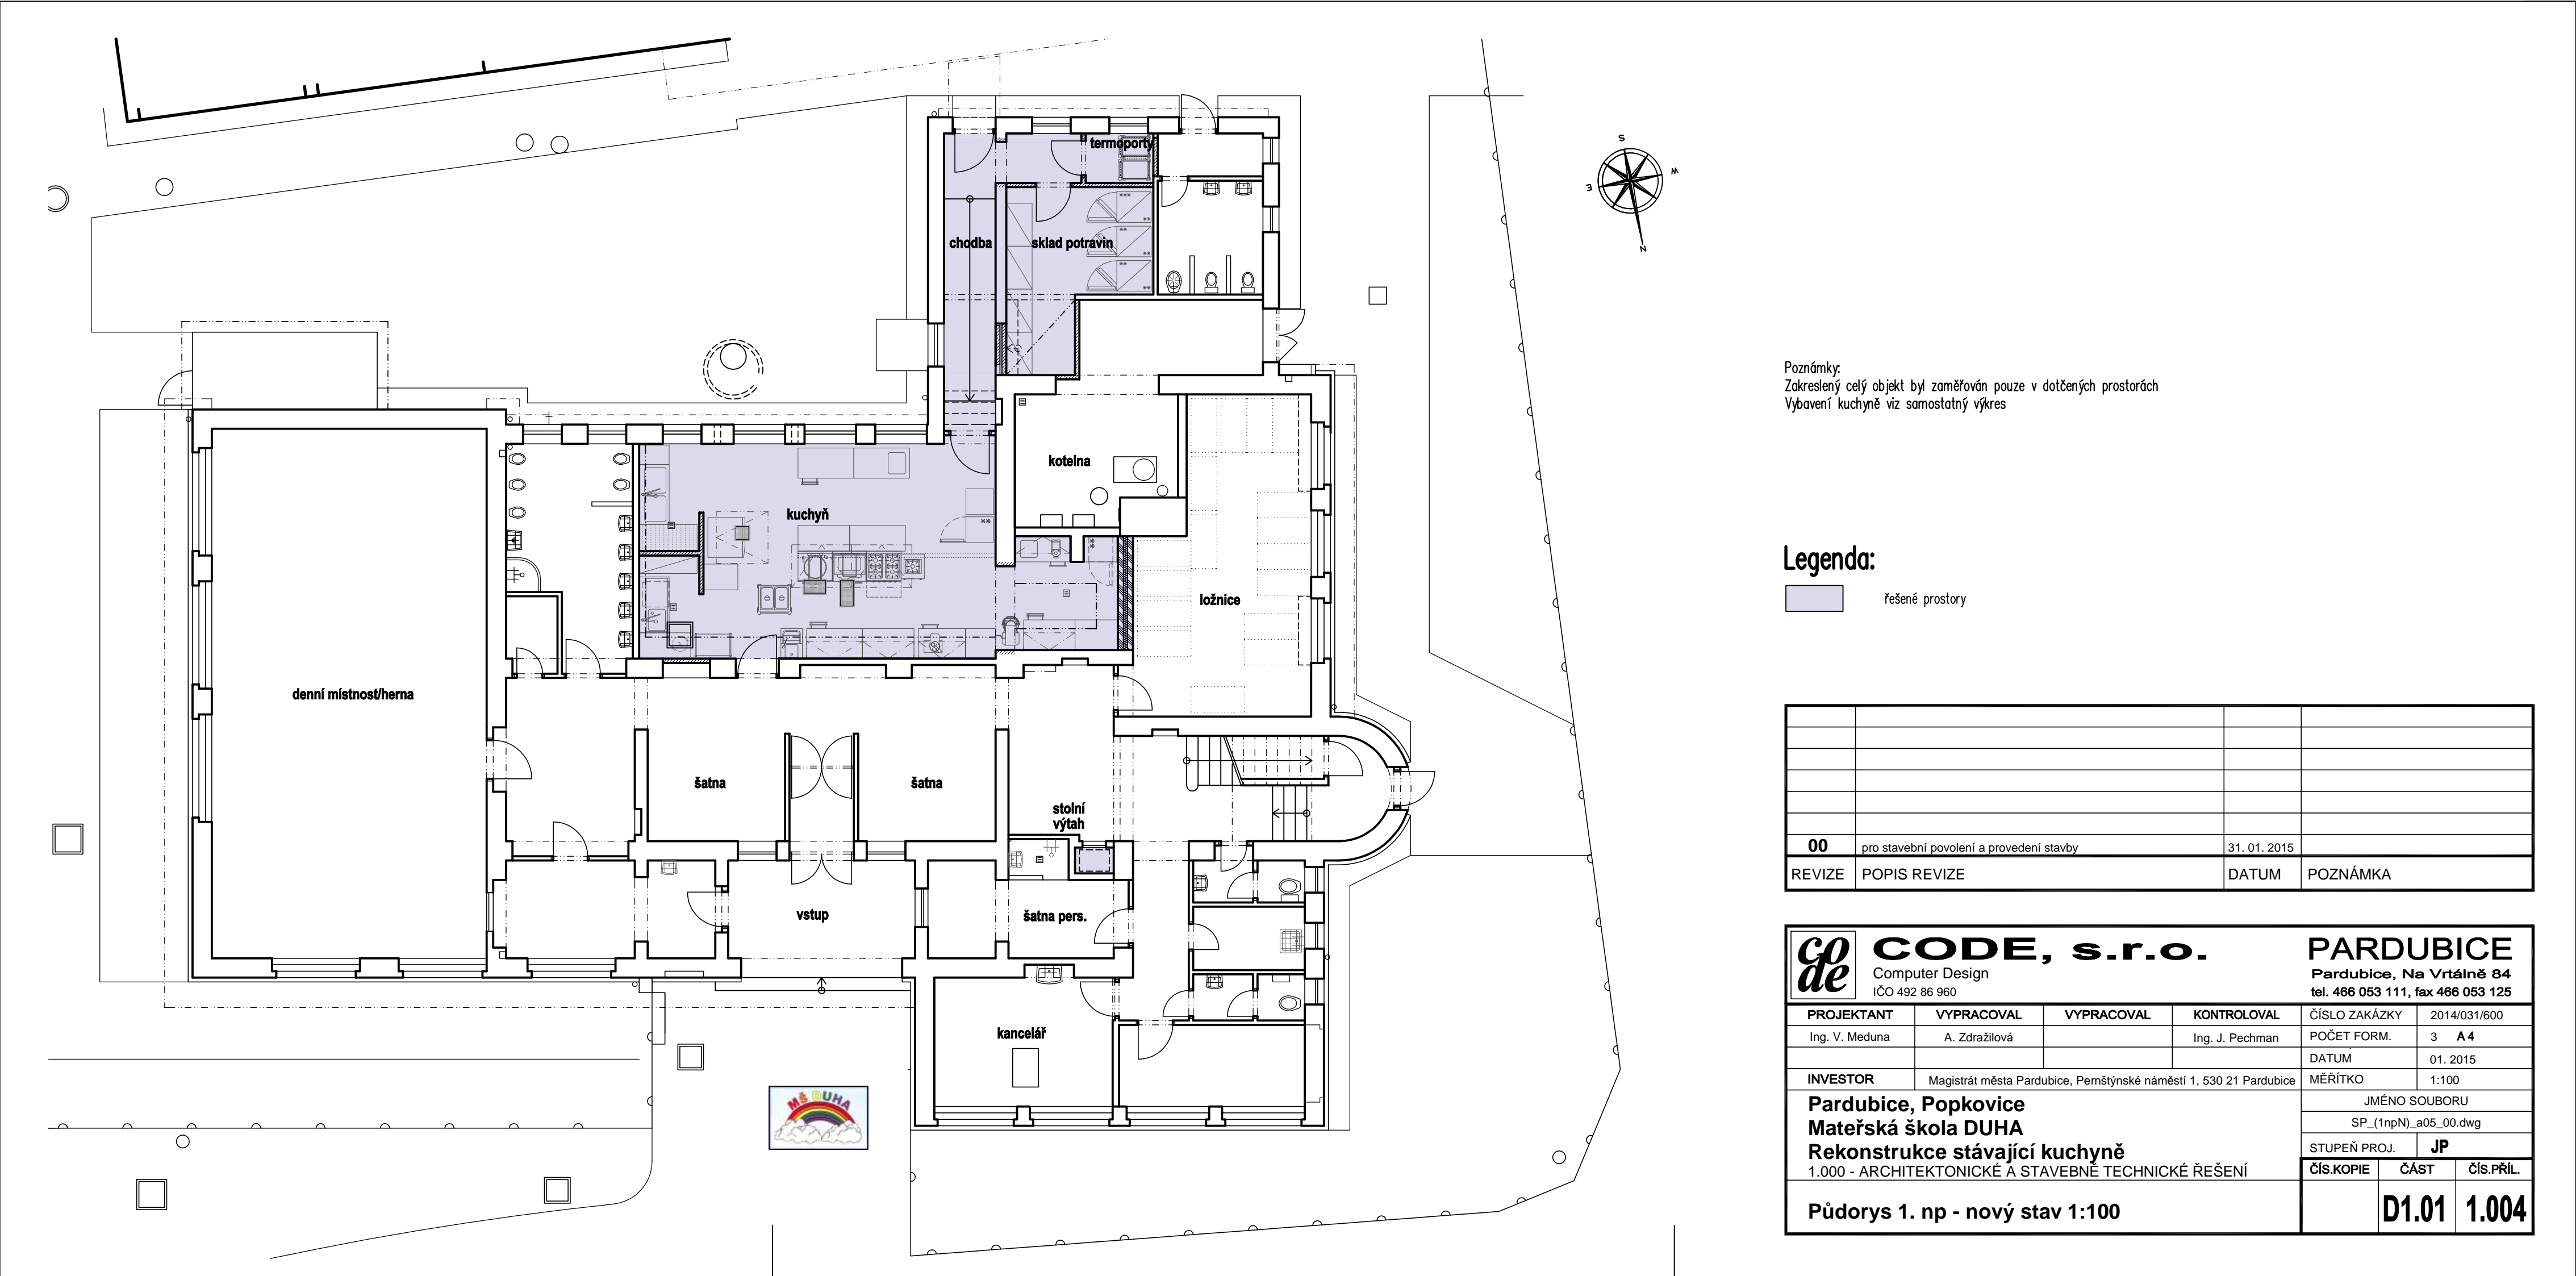 termoporty
chodba
sklad potravin
S
W
E
N
kotelna
kuchyň
ložnice
denní místnost/herna
šatna
šatna
stolní
výtah
vstup
šatna pers.
kancelář
MŠ DUHA
Poznámky:
Zakreslený celý objekt byl zaměřován pouze v dotčených prostorách
Vybavení kuchyně viz samostatný výkres
Legenda:
řešené prostory
00 pro stavební povolení a provedení stavby 31. 01. 2015
REVIZE POPIS REVIZE DATUM POZNÁMKA
code CODE, s.r.o. PARDUBICE
Computer Design Pardubice, Na Vrtálně 84
IČO 492 86 960 tel. 466 053 111, fax 466 053 125
PROJEKTANT VYPRACOVAL VYPRACOVAL KONTROLOVAL ČÍSLO ZAKÁZKY 2014/031/600
Ing. V. Meduna A. Zdražilová Ing. J. Pechman POČET FORM. 3 A 4
DATUM 01. 2015
INVESTOR Magistrát města Pardubice, Pernštýnské náměstí 1, 530 21 Pardubice MĚŘÍTKO 1:100
Pardubice, Popkovice JMÉNO SOUBORU
Mateřská škola DUHA SP_(1npN)_a05_00.dwg
Rekonstrukce stávající kuchyně STUPEŇ PROJ. JP
1.000 - ARCHITEKTONICKÉ A STAVEBNĚ TECHNICKÉ ŘEŠENÍ ČÍS.KOPIE ČÁST ČÍS.PŘÍL.
Půdorys 1. np - nový stav 1:100 D1.01 1.004